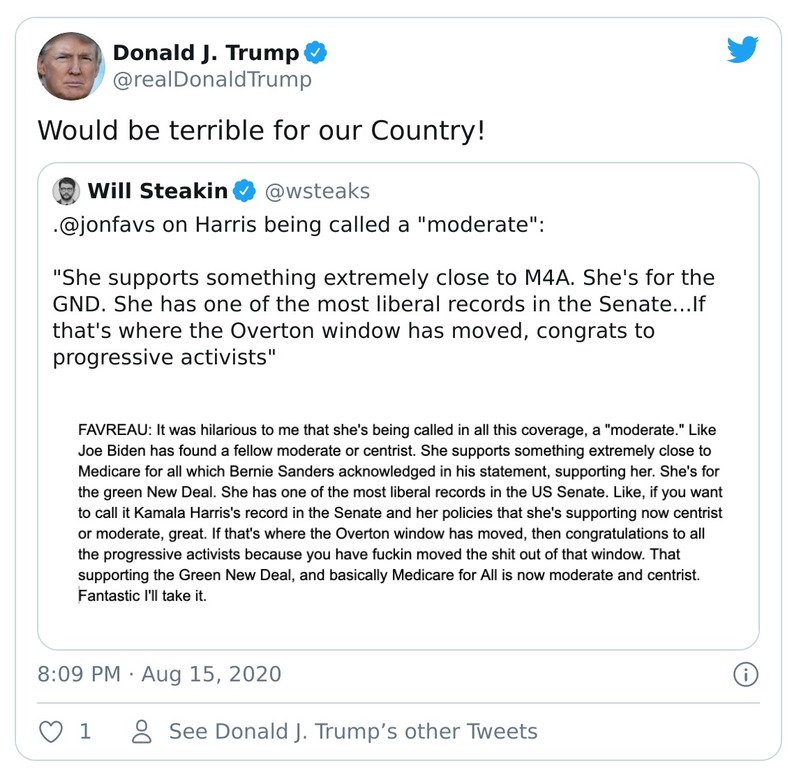 Donald J. Trump
@realDonaldTrump
Would be terrible for our Country!
Will Steakin @wsteaks
.@jonfavs on Harris being called a "moderate":
"She supports something extremely close to M4A. She's for the
GND. She has one of the most liberal records in the Senate...If
that's where the Overton window has moved, congrats to
progressive activists"
FAVREAU: It was hilarious to me that she's being called in all this coverage, a "moderate." Like
Joe Biden has found a fellow moderate or centrist. She supports something extremely close to
Medicare for all which Bernie Sanders acknowledged in his statement, supporting her. She's for
the green New Deal. She has one of the most liberal records in the US Senate. Like, if you want
to call it Kamala Harris's record in the Senate and her policies that she's supporting now centrist
or moderate, great. If that's where the Overton window has moved, then congratulations to all
the progressive activists because you have fuckin moved the shit out of that window. That
supporting the Green New Deal, and basically Medicare for All is now moderate and centrist.
Fantastic I'll take it.
8:09 PM · Aug 15, 2020
1 See Donald J. Trump’s other Tweets